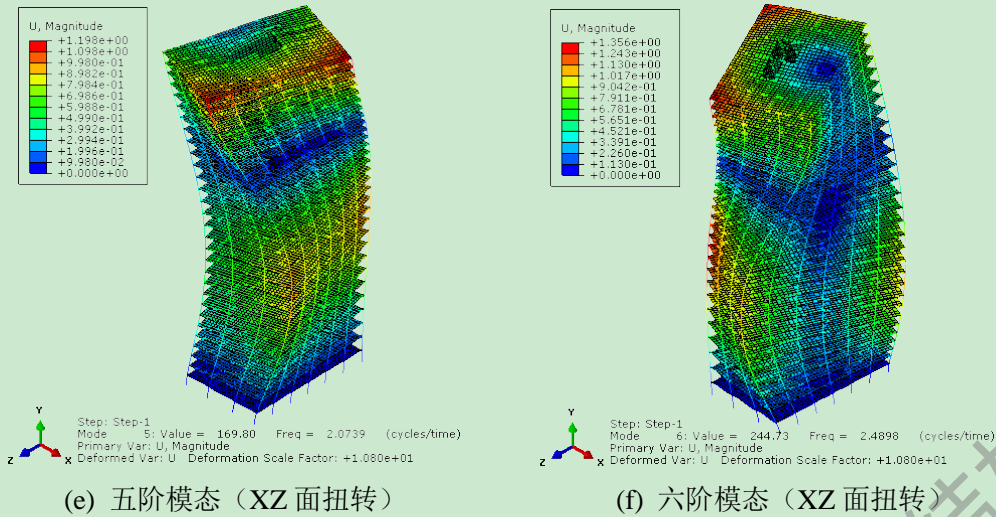 U, Magnitude
+1.198e+00
+1.098e+00
+9.980e-01
+8.982e-01
+7.984e-01
+6.986e-01
+5.988e-01
+4.990e-01
+3.992e-01
+2.994e-01
+1.996e-01
+9.980e-02
+0.000e+00
Y
Z
X
Step: Step-1
Mode 5: Value = 169.80 Freq = 2.0739 (cycles/time)
Primary Var: U, Magnitude
Deformed Var: U Deformation Scale Factor: +1.080e+01
(e) 五阶模态（XZ 面扭转）
U, Magnitude
+1.356e+00
+1.243e+00
+1.130e+00
+1.017e+00
+9.042e-01
+7.911e-01
+6.781e-01
+5.651e-01
+4.521e-01
+3.391e-01
+2.260e-01
+1.130e-01
+0.000e+00
Y
Z
X
Step: Step-1
Mode 6: Value = 244.73 Freq = 2.4898 (cycles/time)
Primary Var: U, Magnitude
Deformed Var: U Deformation Scale Factor: +1.080e+01
(f) 六阶模态（XZ 面扭转）